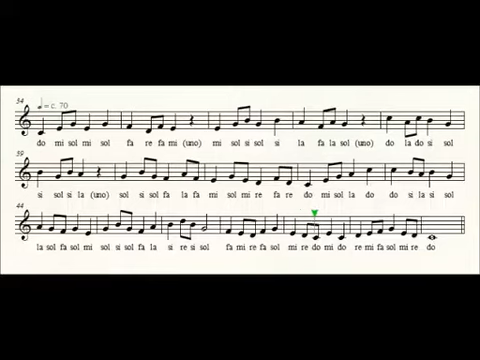 34
♩ = c. 70
do mi sol mi sol fa re fa mi (uno) mi sol si sol si la fa la sol (uno) do la do si sol
39
si sol si la (uno) sol si sol fa la fa mi sol mi re fa re do mi sol la do do si la si sol
44
la sol fa sol mi sol si sol fa la si re si sol fa mi re fa sol mi re do mi do re mi fa sol mi re do